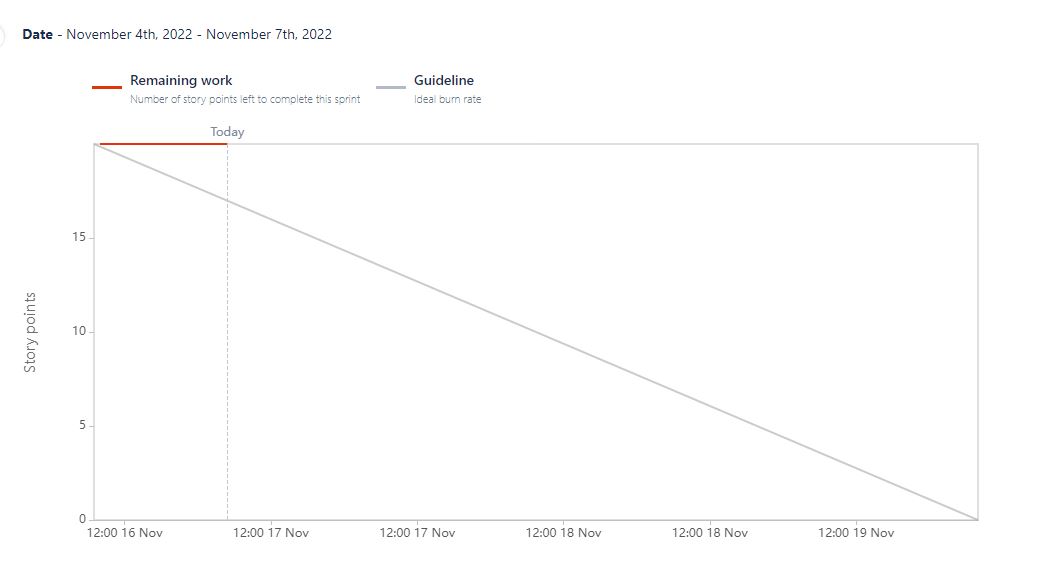 Date - November 4th, 2022 - November 7th, 2022
Remaining work
Number of story points left to complete this sprint
Guideline
Ideal burn rate
Today
Story points
15
10
5
0
12:00 16 Nov
12:00 17 Nov
12:00 17 Nov
12:00 18 Nov
12:00 18 Nov
12:00 19 Nov